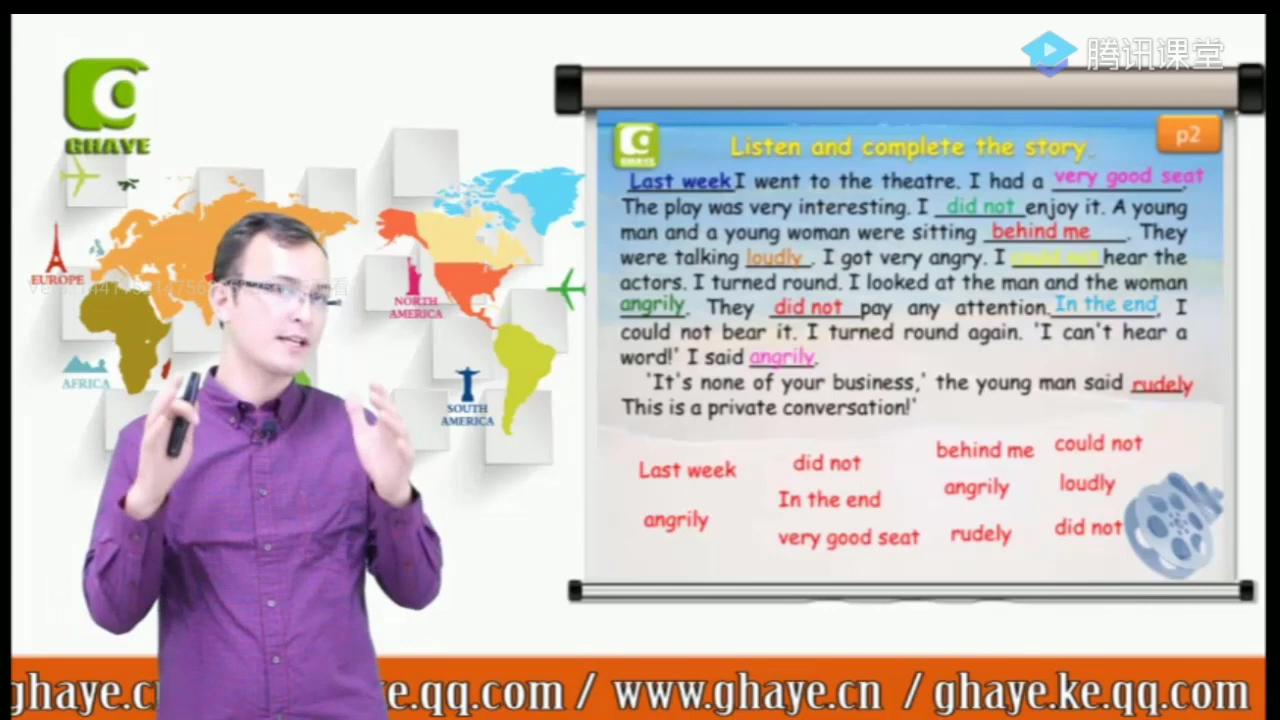 腾讯课堂
GHAYE
GHAYE
p2
Listen and complete the story.
Last week I went to the theatre. I had a very good seat.
The play was very interesting. I did not enjoy it. A young
man and a young woman were sitting behind me. They
were talking loudly. I got very angry. I could not hear the
actors. I turned round. I looked at the man and the woman
angrily. They did not pay any attention. In the end, I
could not bear it. I turned round again. 'I can't hear a
word!' I said angrily.
'It's none of your business,' the young man said rudely.
This is a private conversation!'
Last week
did not
behind me
could not
In the end
angrily
loudly
angrily
very good seat
rudely
did not
EUROPE
AFRICA
NORTH
AMERICA
SOUTH
AMERICA
ghaye.cn
ke.qq.com / www.ghaye.cn / ghaye.ke.qq.com